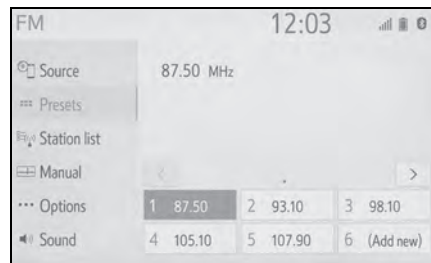 FM 12:03
Source
87.50 MHz
Presets
Station list
Manual
Options
Sound
1 87.50 2 93.10 3 98.10
4 105.10 5 107.90 6 (Add new)